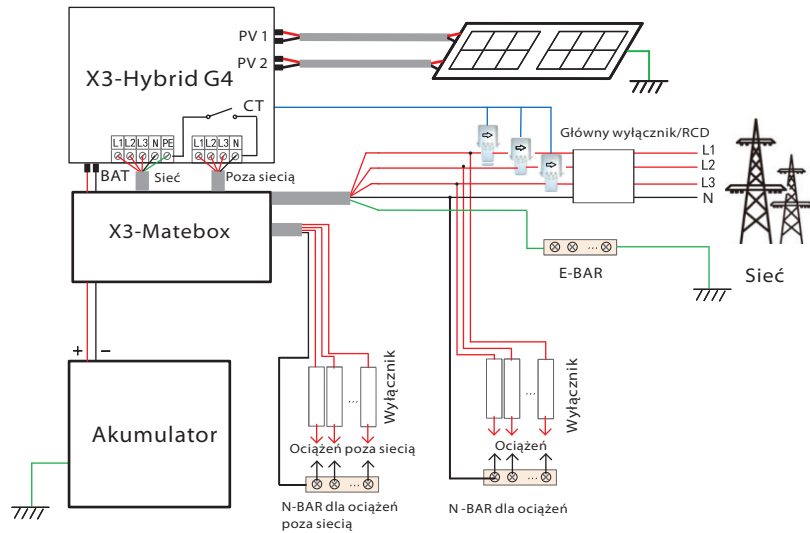 PV 1
PV 2
X3-Hybrid G4
CT
L1 L2 L3 N PE
L1 L2 L3 N
BAT
Sieć
Poza siecią
Główny wyłącznik/RCD
L1
L2
L3
N
X3-Matebox
E-BAR
Sieć
+ −
Akumulator
...
Wyłącznik
Ociążeń poza siecią
...
N-BAR dla ociążeń
poza siecią
...
Wyłącznik
Ociążeń
...
N -BAR dla ociążeń
...